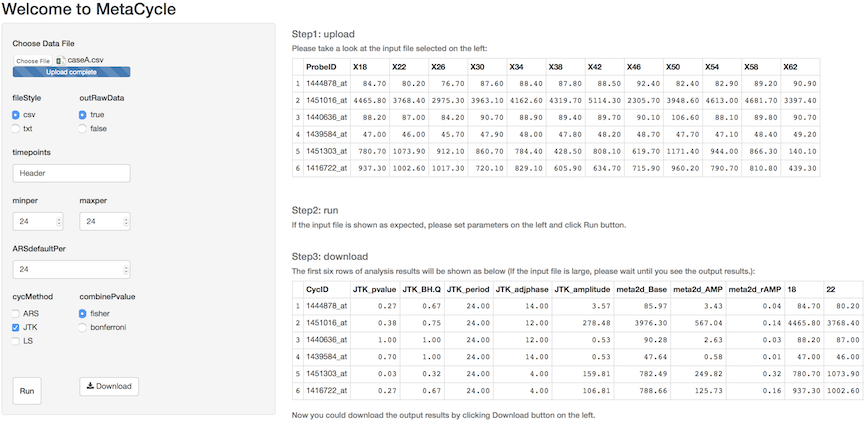 Welcome to MetaCycle
Choose Data File
Choose File caseA.csv
Upload complete
fileStyle outRawData
csv true
txt false
timepoints
Header
minper maxper
24 24
ARSdefaultPer
24
cycMethod combinePvalue
ARS fisher
JTK bonferroni
LS
Run Download
Step1: upload
Please take a look at the input file selected on the left:
ProbeID X18 X22 X26 X30 X34 X38 X42 X46 X50 X54 X58 X62
1 1444878_at 84.70 80.20 76.70 87.60 88.40 87.80 88.50 92.40 82.40 82.90 89.20 90.90
2 1451016_at 4465.80 3768.40 2975.30 3963.10 4162.60 4319.70 5114.30 2305.70 3948.60 4613.00 4681.70 3397.40
3 1440636_at 88.20 87.00 84.20 90.70 88.90 89.40 89.70 90.10 106.60 88.10 89.80 90.70
4 1439584_at 47.00 46.00 45.70 47.90 48.00 47.80 48.20 48.70 47.70 47.10 48.40 49.20
5 1451303_at 780.70 1073.90 912.10 860.70 784.40 428.50 808.10 619.70 1171.40 944.00 866.30 140.10
6 1416722_at 937.30 1002.60 1017.30 720.10 829.10 605.90 634.70 715.90 960.20 790.70 810.80 439.30
Step2: run
If the input file is shown as expected, please set parameters on the left and click Run button.
Step3: download
The first six rows of analysis results will be shown as below (If the input file is large, please wait until you see the output results.):
CycID JTK_pvalue JTK_BH.Q JTK_period JTK_adjphase JTK_amplitude meta2d_Base meta2d_AMP meta2d_rAMP 18 22
1 1444878_at 0.27 0.67 24.00 14.00 3.57 85.97 3.43 0.04 84.70 80.20
2 1451016_at 0.38 0.75 24.00 12.00 278.48 3976.30 567.04 0.14 4465.80 3768.40
3 1440636_at 1.00 1.00 24.00 12.00 0.53 90.28 2.63 0.03 88.20 87.00
4 1439584_at 0.70 1.00 24.00 14.00 0.53 47.64 0.58 0.01 47.00 46.00
5 1451303_at 0.03 0.32 24.00 4.00 159.81 782.49 249.82 0.32 780.70 1073.90
6 1416722_at 0.27 0.67 24.00 4.00 106.81 788.66 125.73 0.16 937.30 1002.60
Now you could download the output results by clicking Download button on the left.